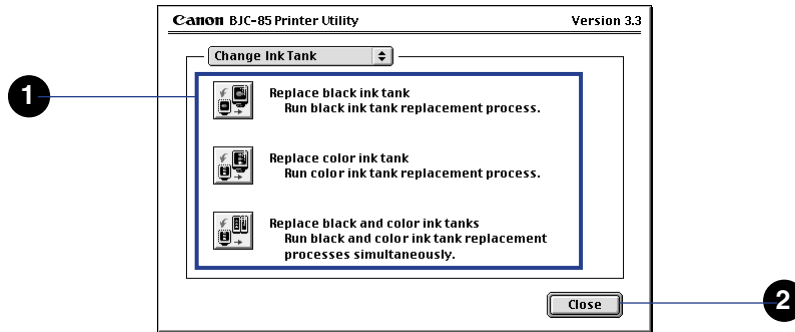 Canon BJC-85 Printer Utility Version 3.3
Change Ink Tank
1
Replace black ink tank
Run black ink tank replacement process.
Replace color ink tank
Run color ink tank replacement process.
Replace black and color ink tanks
Run black and color ink tank replacement
processes simultaneously.
Close
2